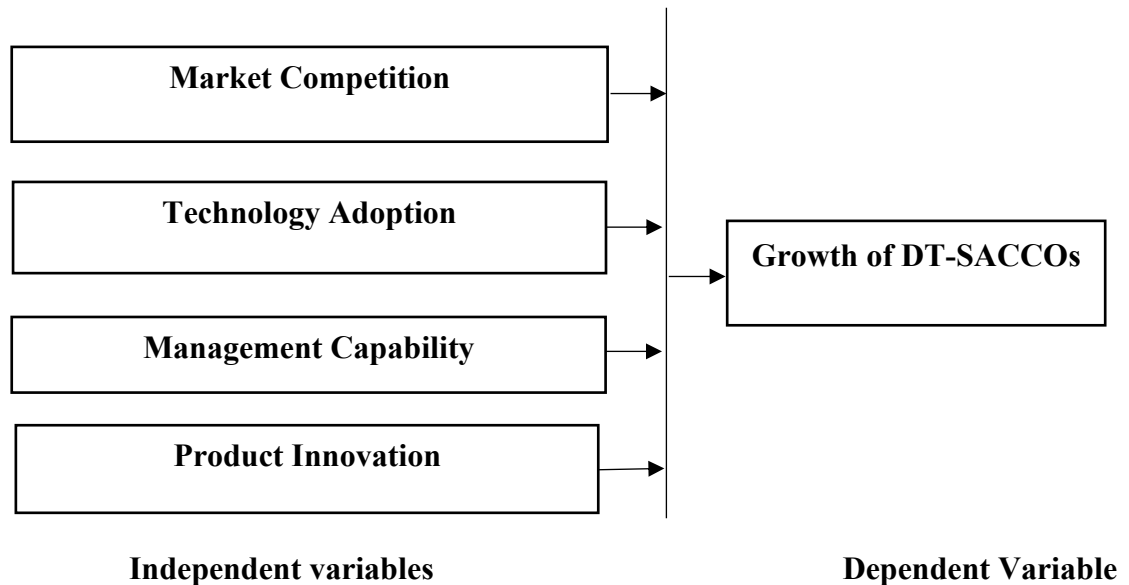 Market Competition
Technology Adoption
Growth of DT-SACCOs
Management Capability
Product Innovation
Independent variables
Dependent Variable